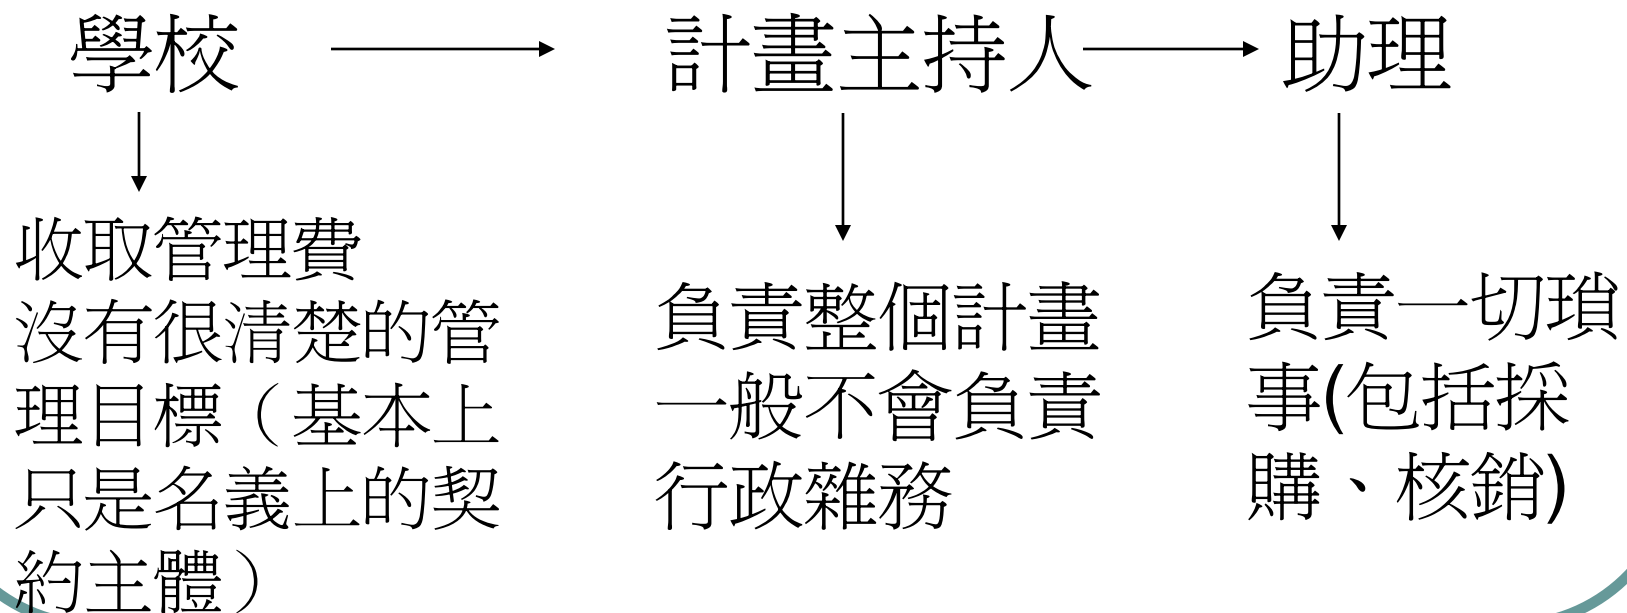 學校
計畫主持人
助理
收取管理費
沒有很清楚的管
理目標（基本上
只是名義上的契
約主體）
負責整個計畫
一般不會負責
行政雜務
負責一切瑣
事(包括採
購、核銷)